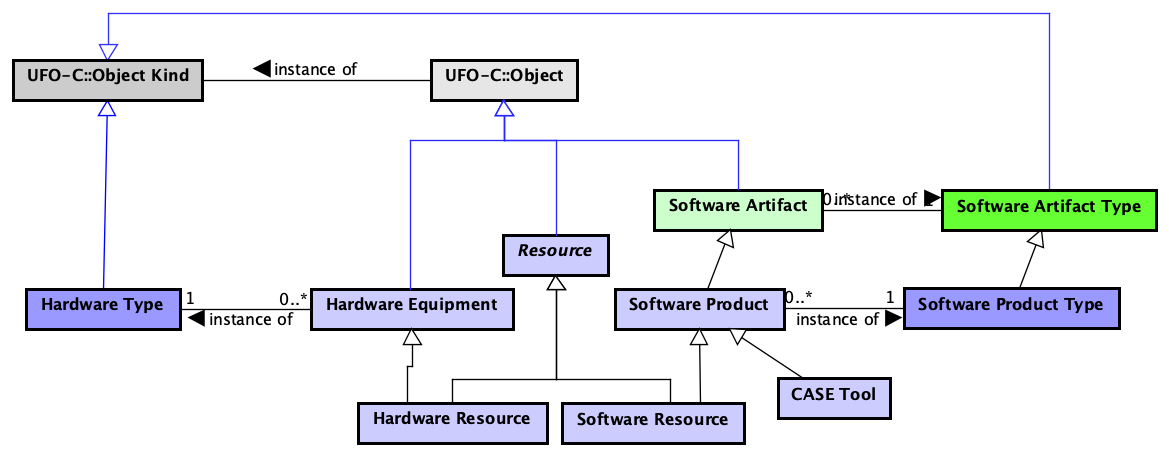 UFO-C::Object Kind
instance of
UFO-C::Object
Software Artifact
0..*
instance of
1
Software Artifact Type
Resource
Hardware Type
1
0..*
instance of
Hardware Equipment
Software Product
0..*
1
instance of
Software Product Type
CASE Tool
Hardware Resource
Software Resource